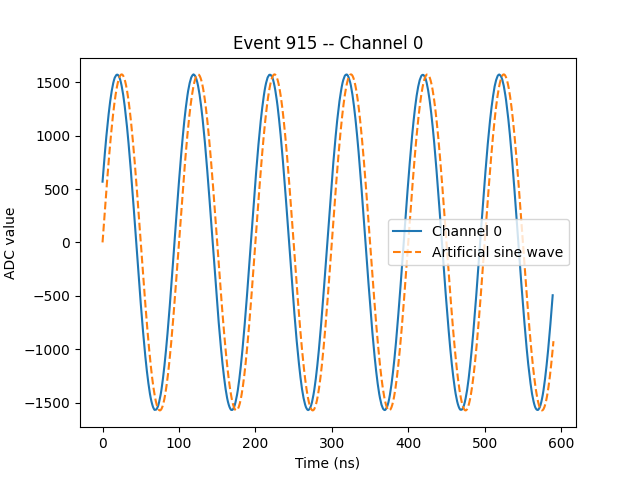 Event 915 -- Channel 0
ADC value
1500
1000
500
0
−500
−1000
−1500
Channel 0
Artificial sine wave
0 100 200 300 400 500 600
Time (ns)